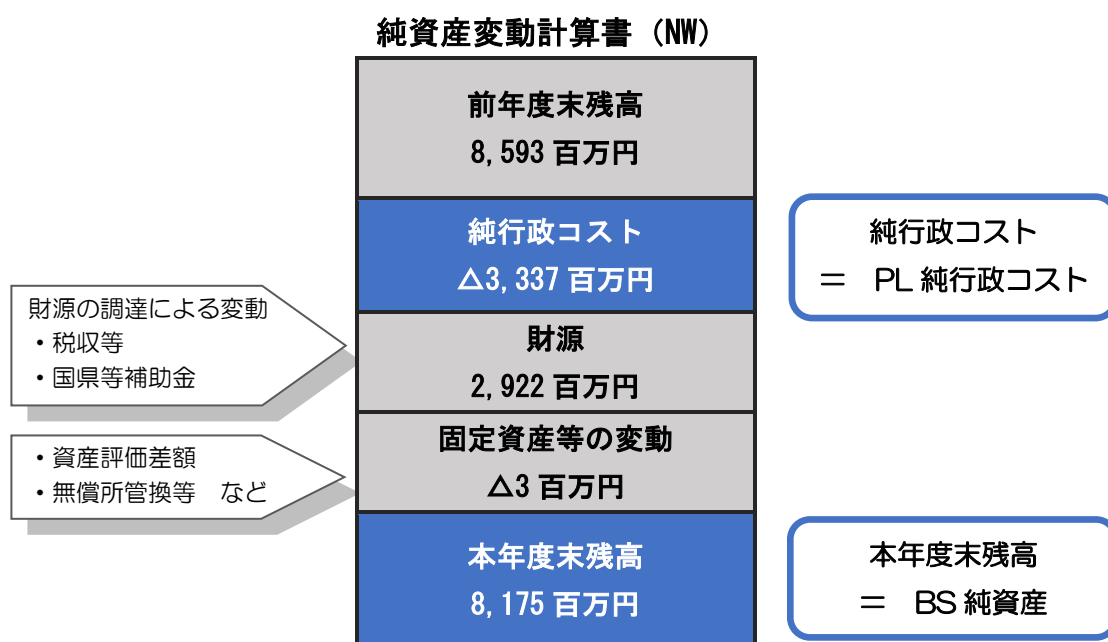 純資産変動計算書（NW）
前年度末残高
8,593 百万円
純行政コスト
△3,337 百万円
純行政コスト
＝ PL 純行政コスト
財源の調達による変動
・税収等
・国県等補助金
財源
2,922 百万円
・資産評価差額
・無償所管換等　など
固定資産等の変動
△3 百万円
本年度末残高
8,175 百万円
本年度末残高
＝ BS 純資産